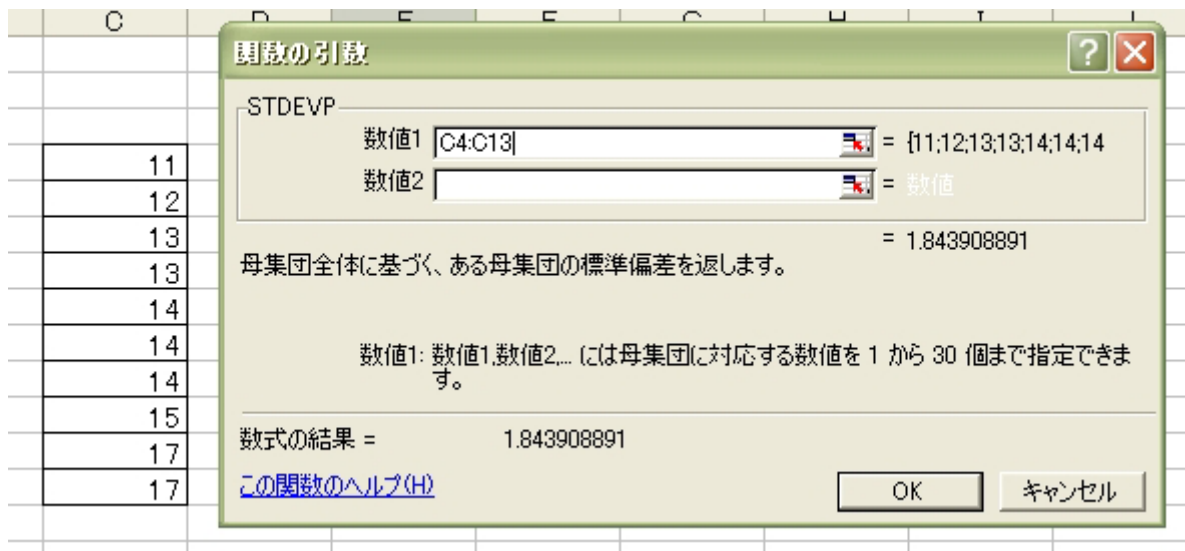 C
関数の引数
STDEVP
数値1 C4:C13 = {11;12;13;13;14;14;14
数値2 = 数値
= 1.843908891
母集団全体に基づく、ある母集団の標準偏差を返します。
数値1: 数値1,数値2,... には母集団に対応する数値を 1 から 30 個まで指定できま
す。
数式の結果 = 1.843908891
この関数のヘルプ(H)
OK キャンセル
11
12
13
13
14
14
14
15
17
17